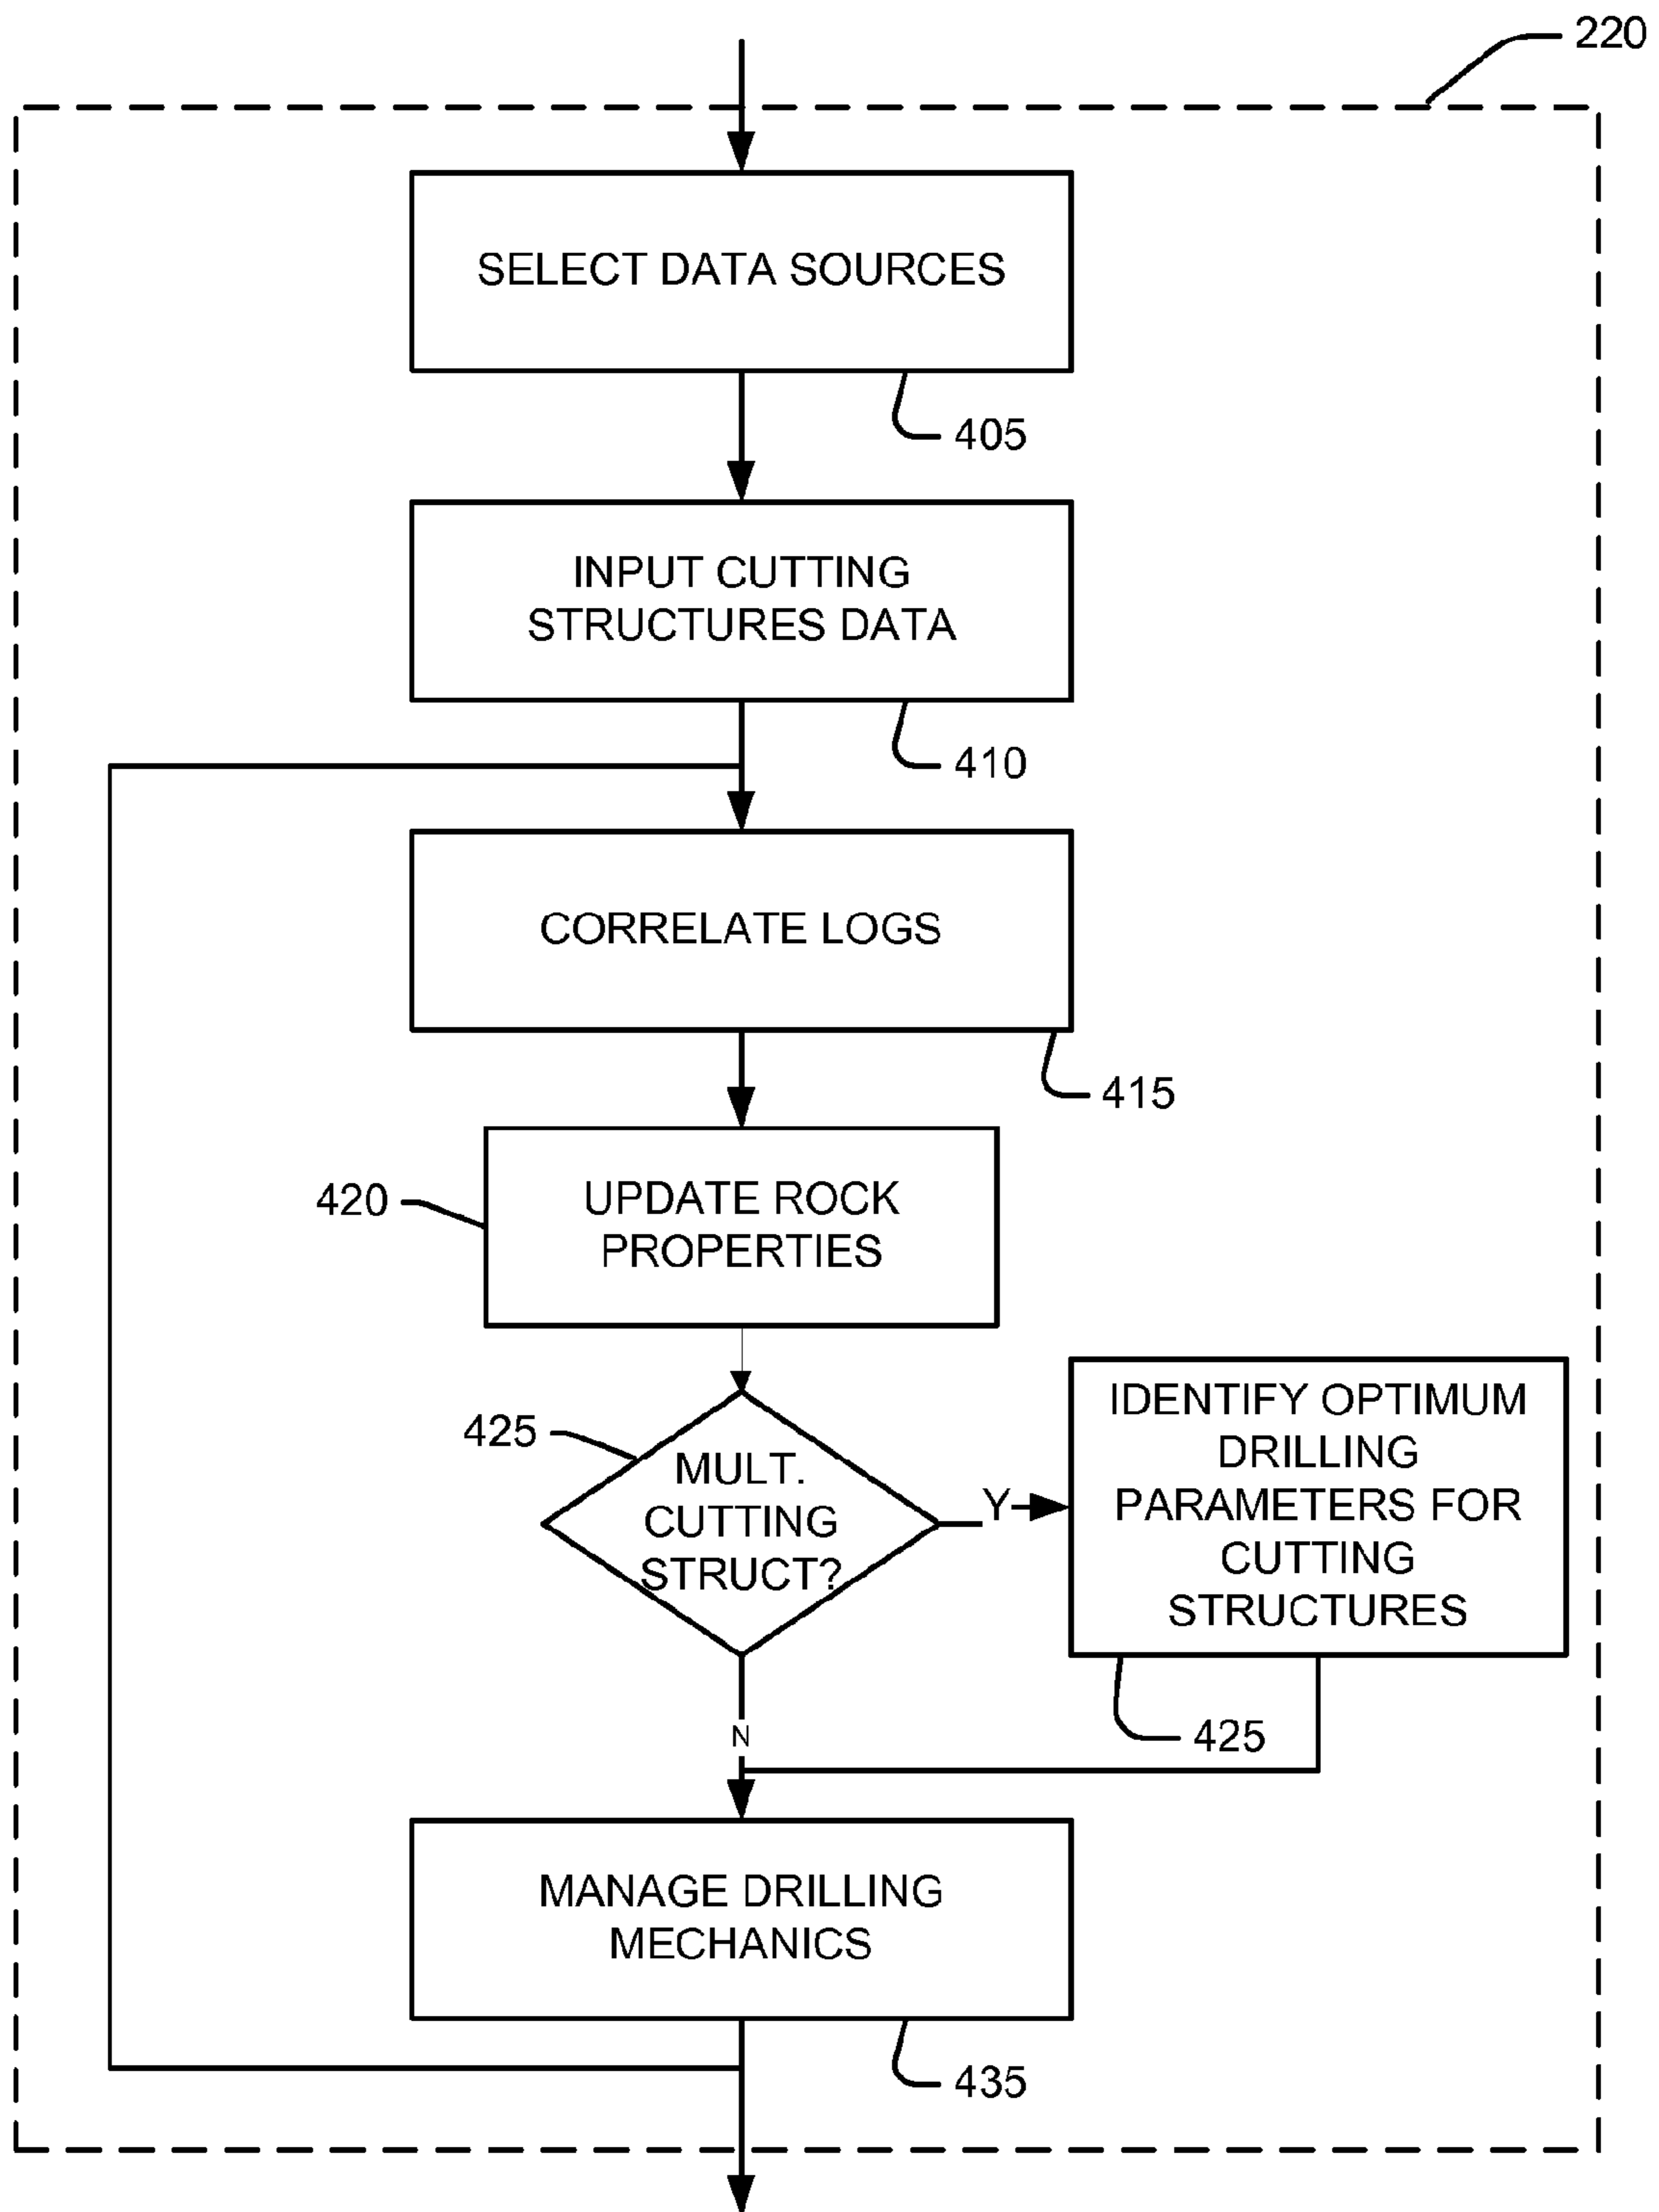 220
SELECT DATA SOURCES
405
INPUT CUTTING
STRUCTURES DATA
410
CORRELATE LOGS
415
420
UPDATE ROCK
PROPERTIES
425
MULT.
CUTTING
STRUCT?
Y
IDENTIFY OPTIMUM
DRILLING
PARAMETERS FOR
CUTTING
STRUCTURES
425
N
MANAGE DRILLING
MECHANICS
435